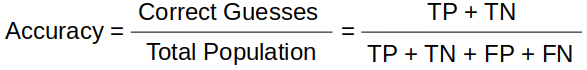 Accuracy = Correct Guesses / Total Population = TP + TN / TP + TN + FP + FN